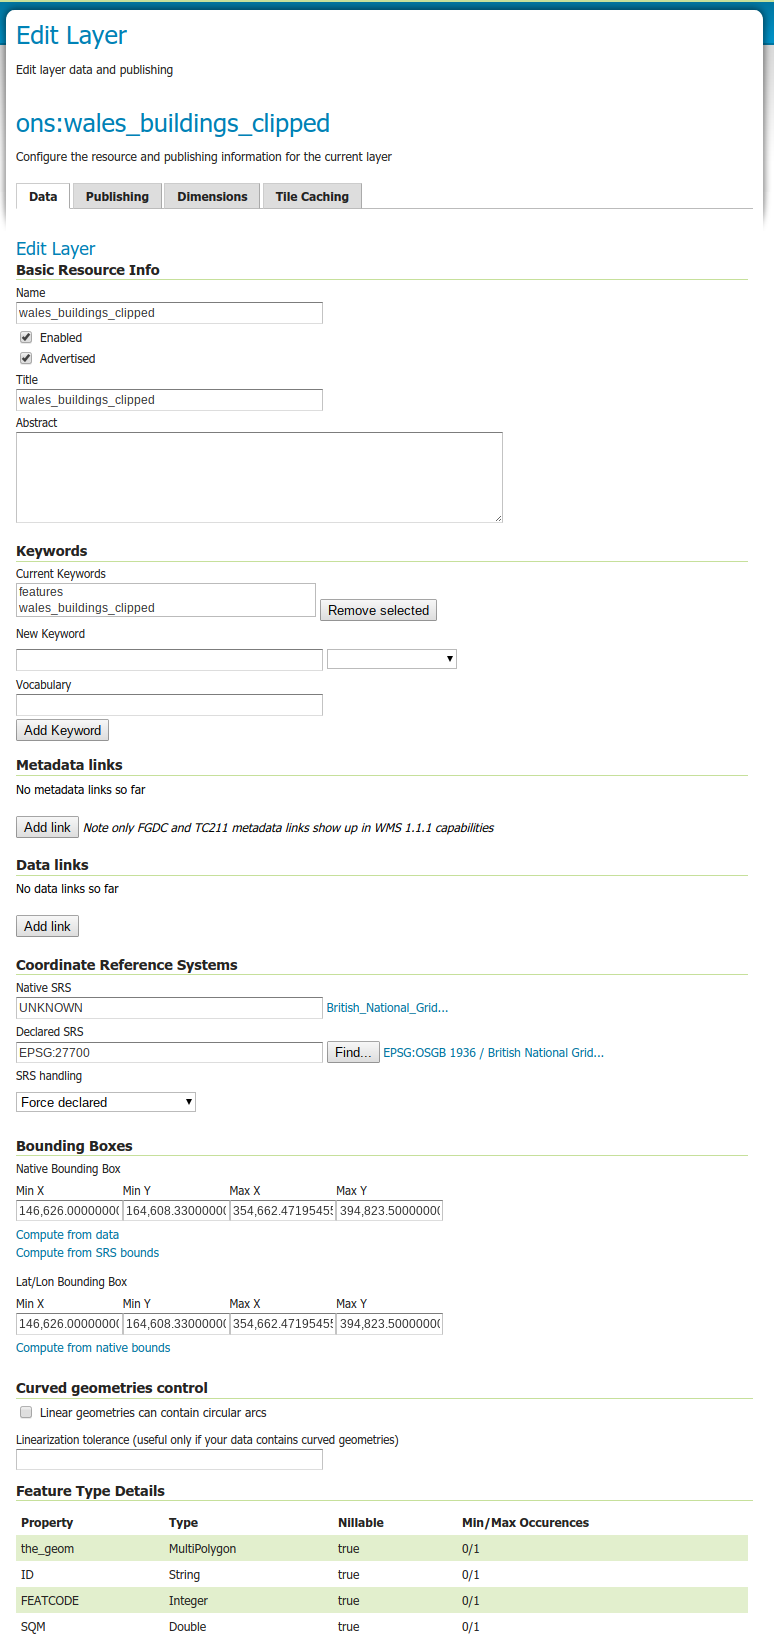 Edit Layer
Edit layer data and publishing
ons:wales_buildings_clipped
Configure the resource and publishing information for the current layer
Data Publishing Dimensions Tile Caching
Edit Layer
Basic Resource Info
Name
wales_buildings_clipped
Enabled
Advertised
Title
wales_buildings_clipped
Abstract
Keywords
Current Keywords
features
wales_buildings_clipped
Remove selected
New Keyword
Vocabulary
Add Keyword
Metadata links
No metadata links so far
Add link Note only FGDC and TC211 metadata links show up in WMS 1.1.1 capabilities
Data links
No data links so far
Add link
Coordinate Reference Systems
Native SRS
UNKNOWN British_National_Grid...
Declared SRS
EPSG:27700 Find... EPSG:OSGB 1936 / British National Grid...
SRS handling
Force declared
Bounding Boxes
Native Bounding Box
Min X Min Y Max X Max Y
146,626.00000000 164,608.33000000 354,662.47195455 394,823.50000000
Compute from data
Compute from SRS bounds
Lat/Lon Bounding Box
Min X Min Y Max X Max Y
146,626.00000000 164,608.33000000 354,662.47195455 394,823.50000000
Compute from native bounds
Curved geometries control
Linear geometries can contain circular arcs
Linearization tolerance (useful only if your data contains curved geometries)
Feature Type Details
Property Type Nillable Min/Max Occurences
the_geom MultiPolygon true 0/1
ID String true 0/1
FEATCODE Integer true 0/1
SQM Double true 0/1